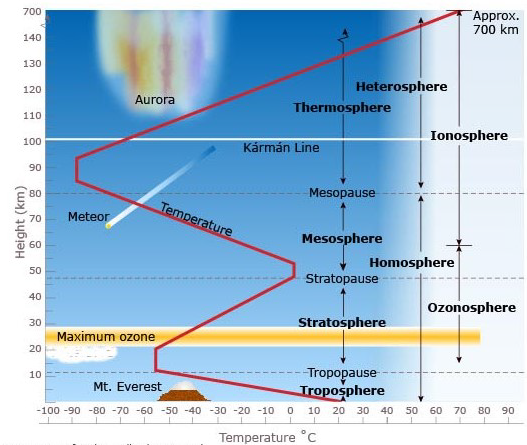 700
Approx.
700 km
140
130
Heterosphere
120
Aurora
Thermosphere
110
Ionosphere
100
Kármán Line
90
80
Mesopause
Meteor
Temperature
70
Height (km)
Mesosphere
60
Homosphere
50
Stratopause
40
Ozonosphere
30
Stratosphere
Maximum ozone
20
Tropopause
10
Mt. Everest
Troposphere
-100 -90 -80 -70 -60 -50 -40 -30 -20 -10 0 10 20 30 40 50 60 70 80 90
Temperature °C